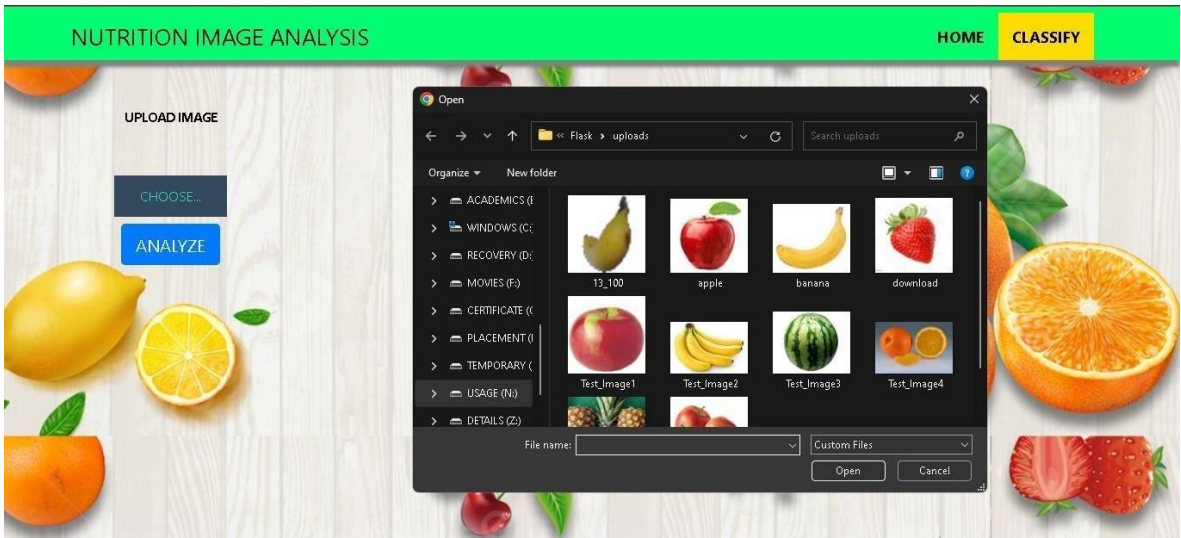 NUTRITION IMAGE ANALYSIS
HOME
CLASSIFY
UPLOAD IMAGE
CHOOSE...
ANALYZE
Open
« Flask › uploads
Search uploads
Organize
New folder
ACADEMICS (E
WINDOWS (C:)
RECOVERY (D:
MOVIES (F:)
CERTIFICATE ((
PLACEMENT (I
TEMPORARY (
USAGE (N:)
DETAILS (Z:)
13_100
apple
banana
download
Test_Image1
Test_Image2
Test_Image3
Test_Image4
File name:
Custom Files
Open
Cancel